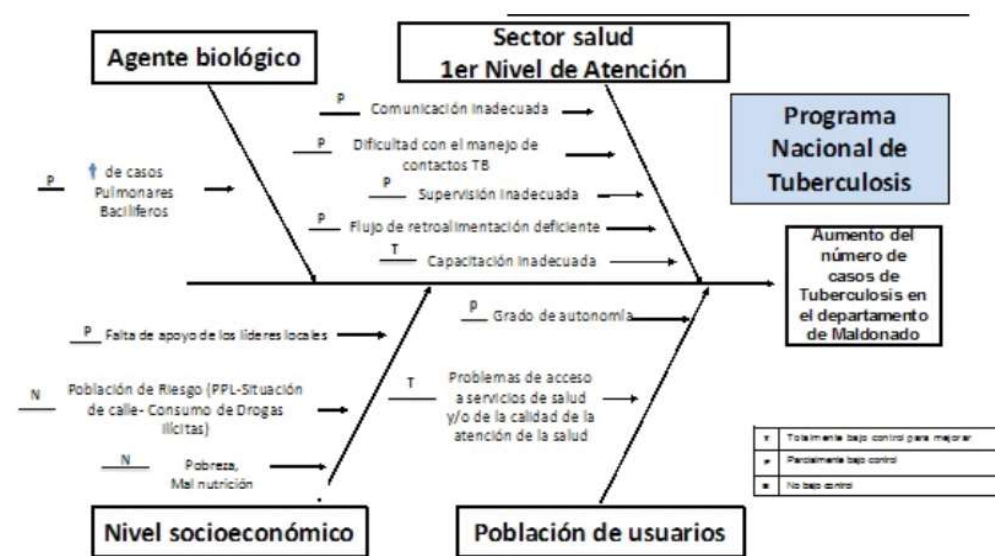 Agente biológico
Sector salud
1er Nivel de Atención
Programa
Nacional de
Tuberculosis
P
Comunicación Inadecuada
P
Dificultad con el manejo de
contactos TB
P
Supervisión Inadecuada
P
Flujo de retroalimentación deficiente
T
Capacitación Inadecuada
P
de casos
Pulmonares
Bacilíferos
Aumento del
número de
casos de
Tuberculosis en
el departamento
de Maldonado
P
Falta de apoyo de los líderes locales
N
Población de Riesgo (PPL-Situación
de calle- Consumo de Drogas
Ilícitas)
N
Pobreza,
Mal nutrición
P
Grado de autonomía
T
Problemas de acceso
a servicios de salud
y/o de la calidad de la
atención de la salud
T Totalmente bajo control para mejorar
P Parcialmente bajo control
N No bajo control
Nivel socioeconómico
Población de usuarios